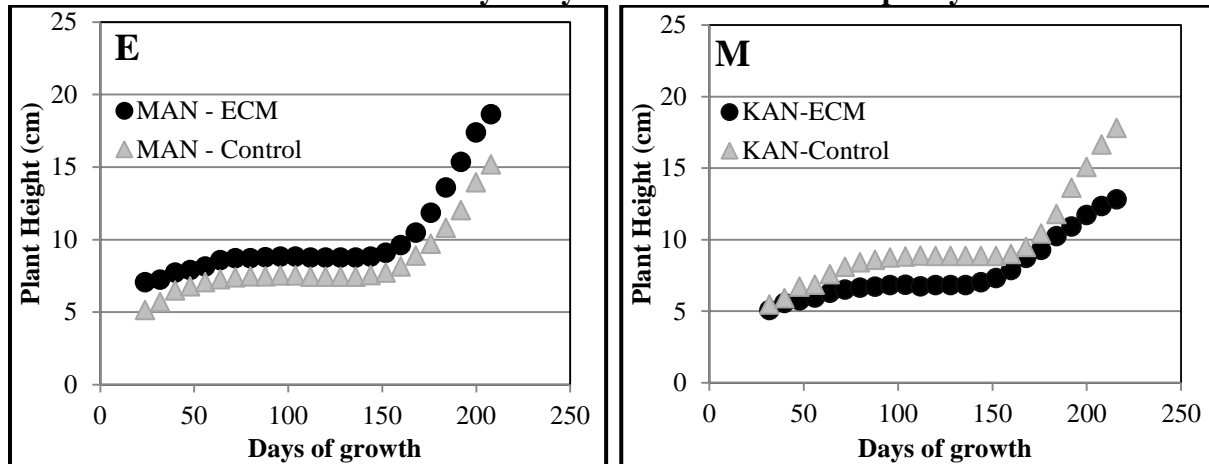 E
MAN - ECM
MAN - Control
Plant Height (cm)
25
20
15
10
5
0
0 50 100 150 200 250
Days of growth
M
KAN-ECM
KAN-Control
Plant Height (cm)
25
20
15
10
5
0
0 50 100 150 200 250
Days of growth